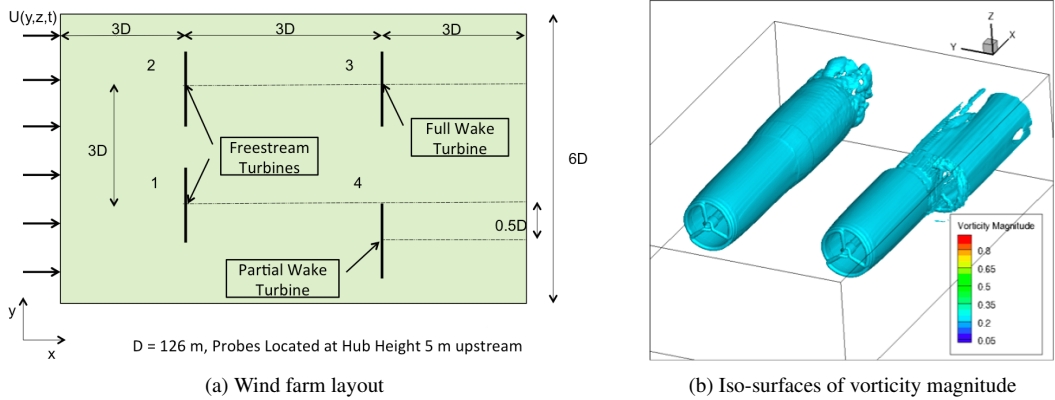 U(y,z,t)
3D
3D
3D
2
3
Freestream
Turbines
Full Wake
Turbine
3D
6D
1
4
0.5D
Partial Wake
Turbine
y
x
D = 126 m, Probes Located at Hub Height 5 m upstream
(a) Wind farm layout
Z
X
Y
Vorticity Magnitude
0.8
0.65
0.5
0.35
0.2
0.05
(b) Iso-surfaces of vorticity magnitude